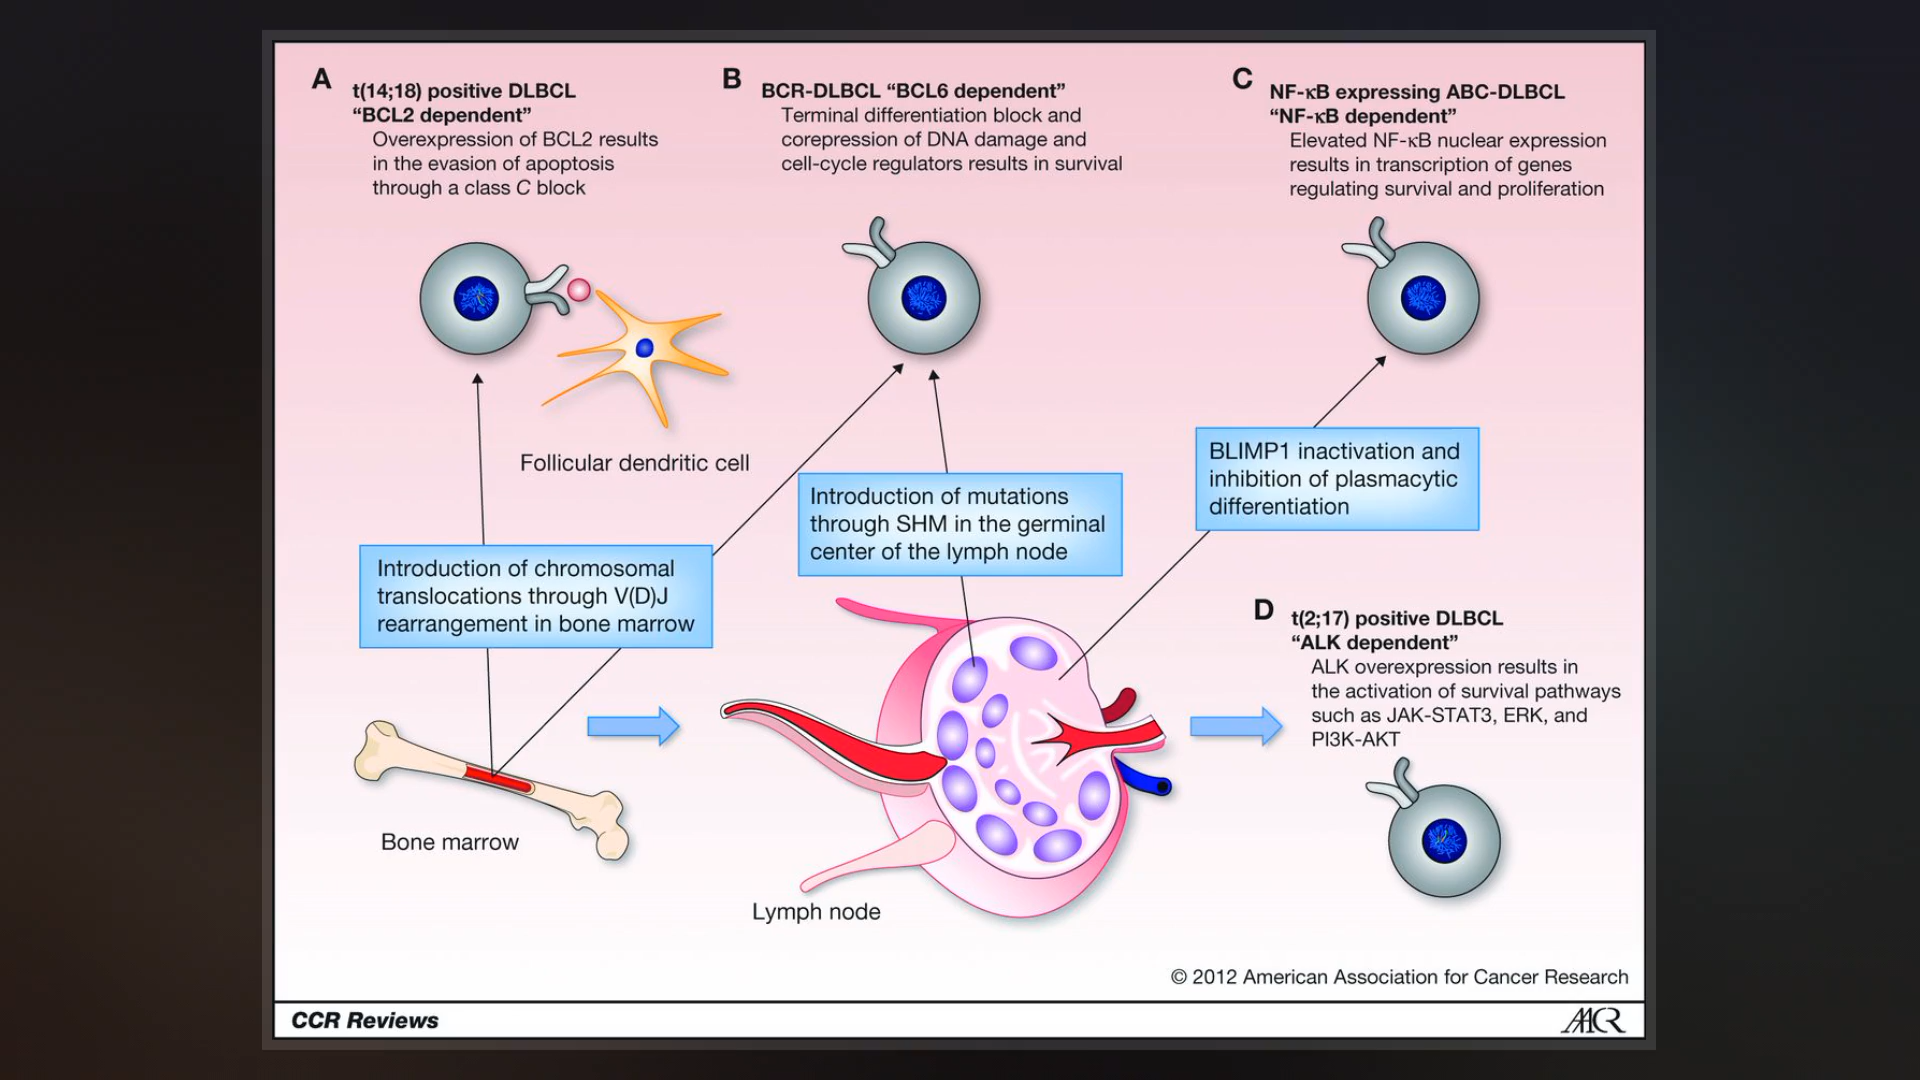 A
t(14;18) positive DLBCL
“BCL2 dependent”
Overexpression of BCL2 results
in the evasion of apoptosis
through a class C block
B
BCR-DLBCL “BCL6 dependent”
Terminal differentiation block and
corepression of DNA damage and
cell-cycle regulators results in survival
C
NF-κB expressing ABC-DLBCL
“NF-κB dependent”
Elevated NF-κB nuclear expression
results in transcription of genes
regulating survival and proliferation
Follicular dendritic cell
BLIMP1 inactivation and
inhibition of plasmacytic
differentiation
Introduction of mutations
through SHM in the germinal
center of the lymph node
Introduction of chromosomal
translocations through V(D)J
rearrangement in bone marrow
D
t(2;17) positive DLBCL
“ALK dependent”
ALK overexpression results in
the activation of survival pathways
such as JAK-STAT3, ERK, and
PI3K-AKT
Bone marrow
Lymph node
© 2012 American Association for Cancer Research
CCR Reviews
AACR